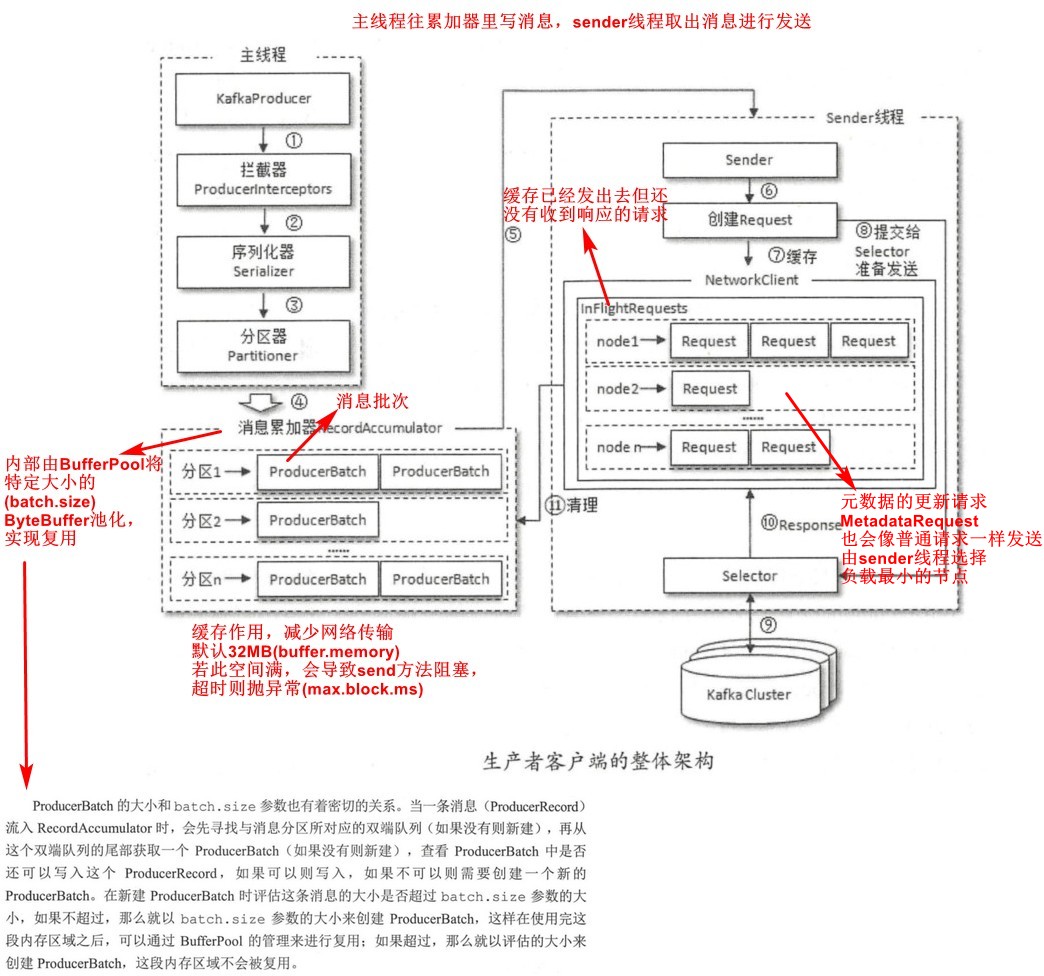 主线程往累加器里写消息，sender线程取出消息进行发送
主线程
KafkaProducer
①
拦截器
ProducerInterceptors
②
序列化器
Serializer
③
分区器
Partitioner
④
消息批次
消息累加器RecordAccumulator
分区1
ProducerBatch
ProducerBatch
分区2
ProducerBatch
......
分区n
ProducerBatch
ProducerBatch
内部由BufferPool将
特定大小的
(batch.size)
ByteBuffer池化，
实现复用
缓存作用，减少网络传输
默认32MB(buffer.memory)
若此空间满，会导致send方法阻塞，
超时则抛异常(max.block.ms)
⑤
Sender线程
Sender
⑥
缓存已经发出去但还
没有收到响应的请求
创建Request
⑦缓存
⑧提交给
Selector
准备发送
NetworkClient
InFlightRequests
node1
Request
Request
Request
node2
Request
......
node n
Request
Request
⑪清理
⑩Response
元数据的更新请求
MetadataRequest
也会像普通请求一样发送
由sender线程选择
负载最小的节点
Selector
⑨
Kafka Cluster
生产者客户端的整体架构
ProducerBatch 的大小和 batch.size 参数也有着密切的关系。当一条消息（ProducerRecord）
流入 RecordAccumulator 时，会先寻找与消息分区所对应的双端队列（如果没有则新建），再从
这个双端队列的尾部获取一个 ProducerBatch（如果没有则新建），查看 ProducerBatch 中是否
还可以写入这个 ProducerRecord，如果可以则写入，如果不可以则需要创建一个新的
ProducerBatch。在新建 ProducerBatch 时评估这条消息的大小是否超过 batch.size 参数的大
小，如果不超过，那么就以 batch.size 参数的大小来创建 ProducerBatch，这样在使用完这
段内存区域之后，可以通过 BufferPool 的管理来进行复用；如果超过，那么就以评估的大小来
创建 ProducerBatch，这段内存区域不会被复用。